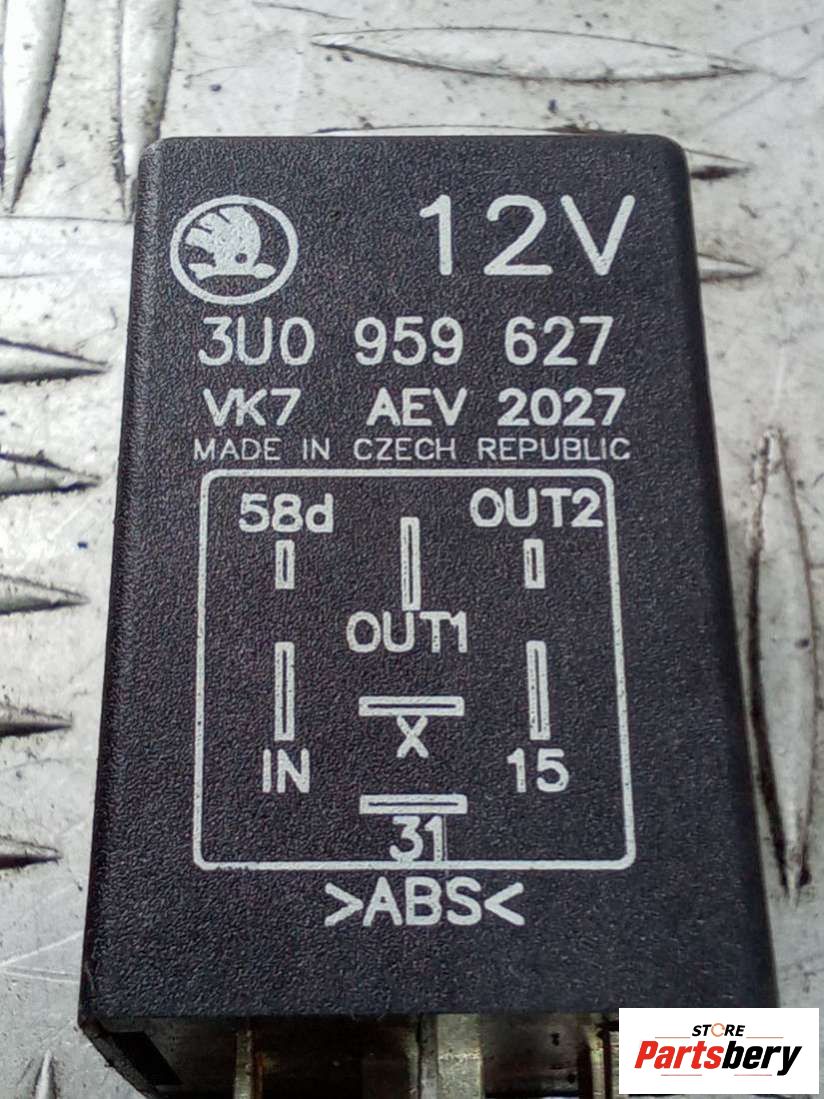 12V
3U0 959 627
VK7 AEV 2027
MADE IN CZECH REPUBLIC
58d OUT2
OUT1
X
IN 15
31
>ABS<
STORE
Partsbery